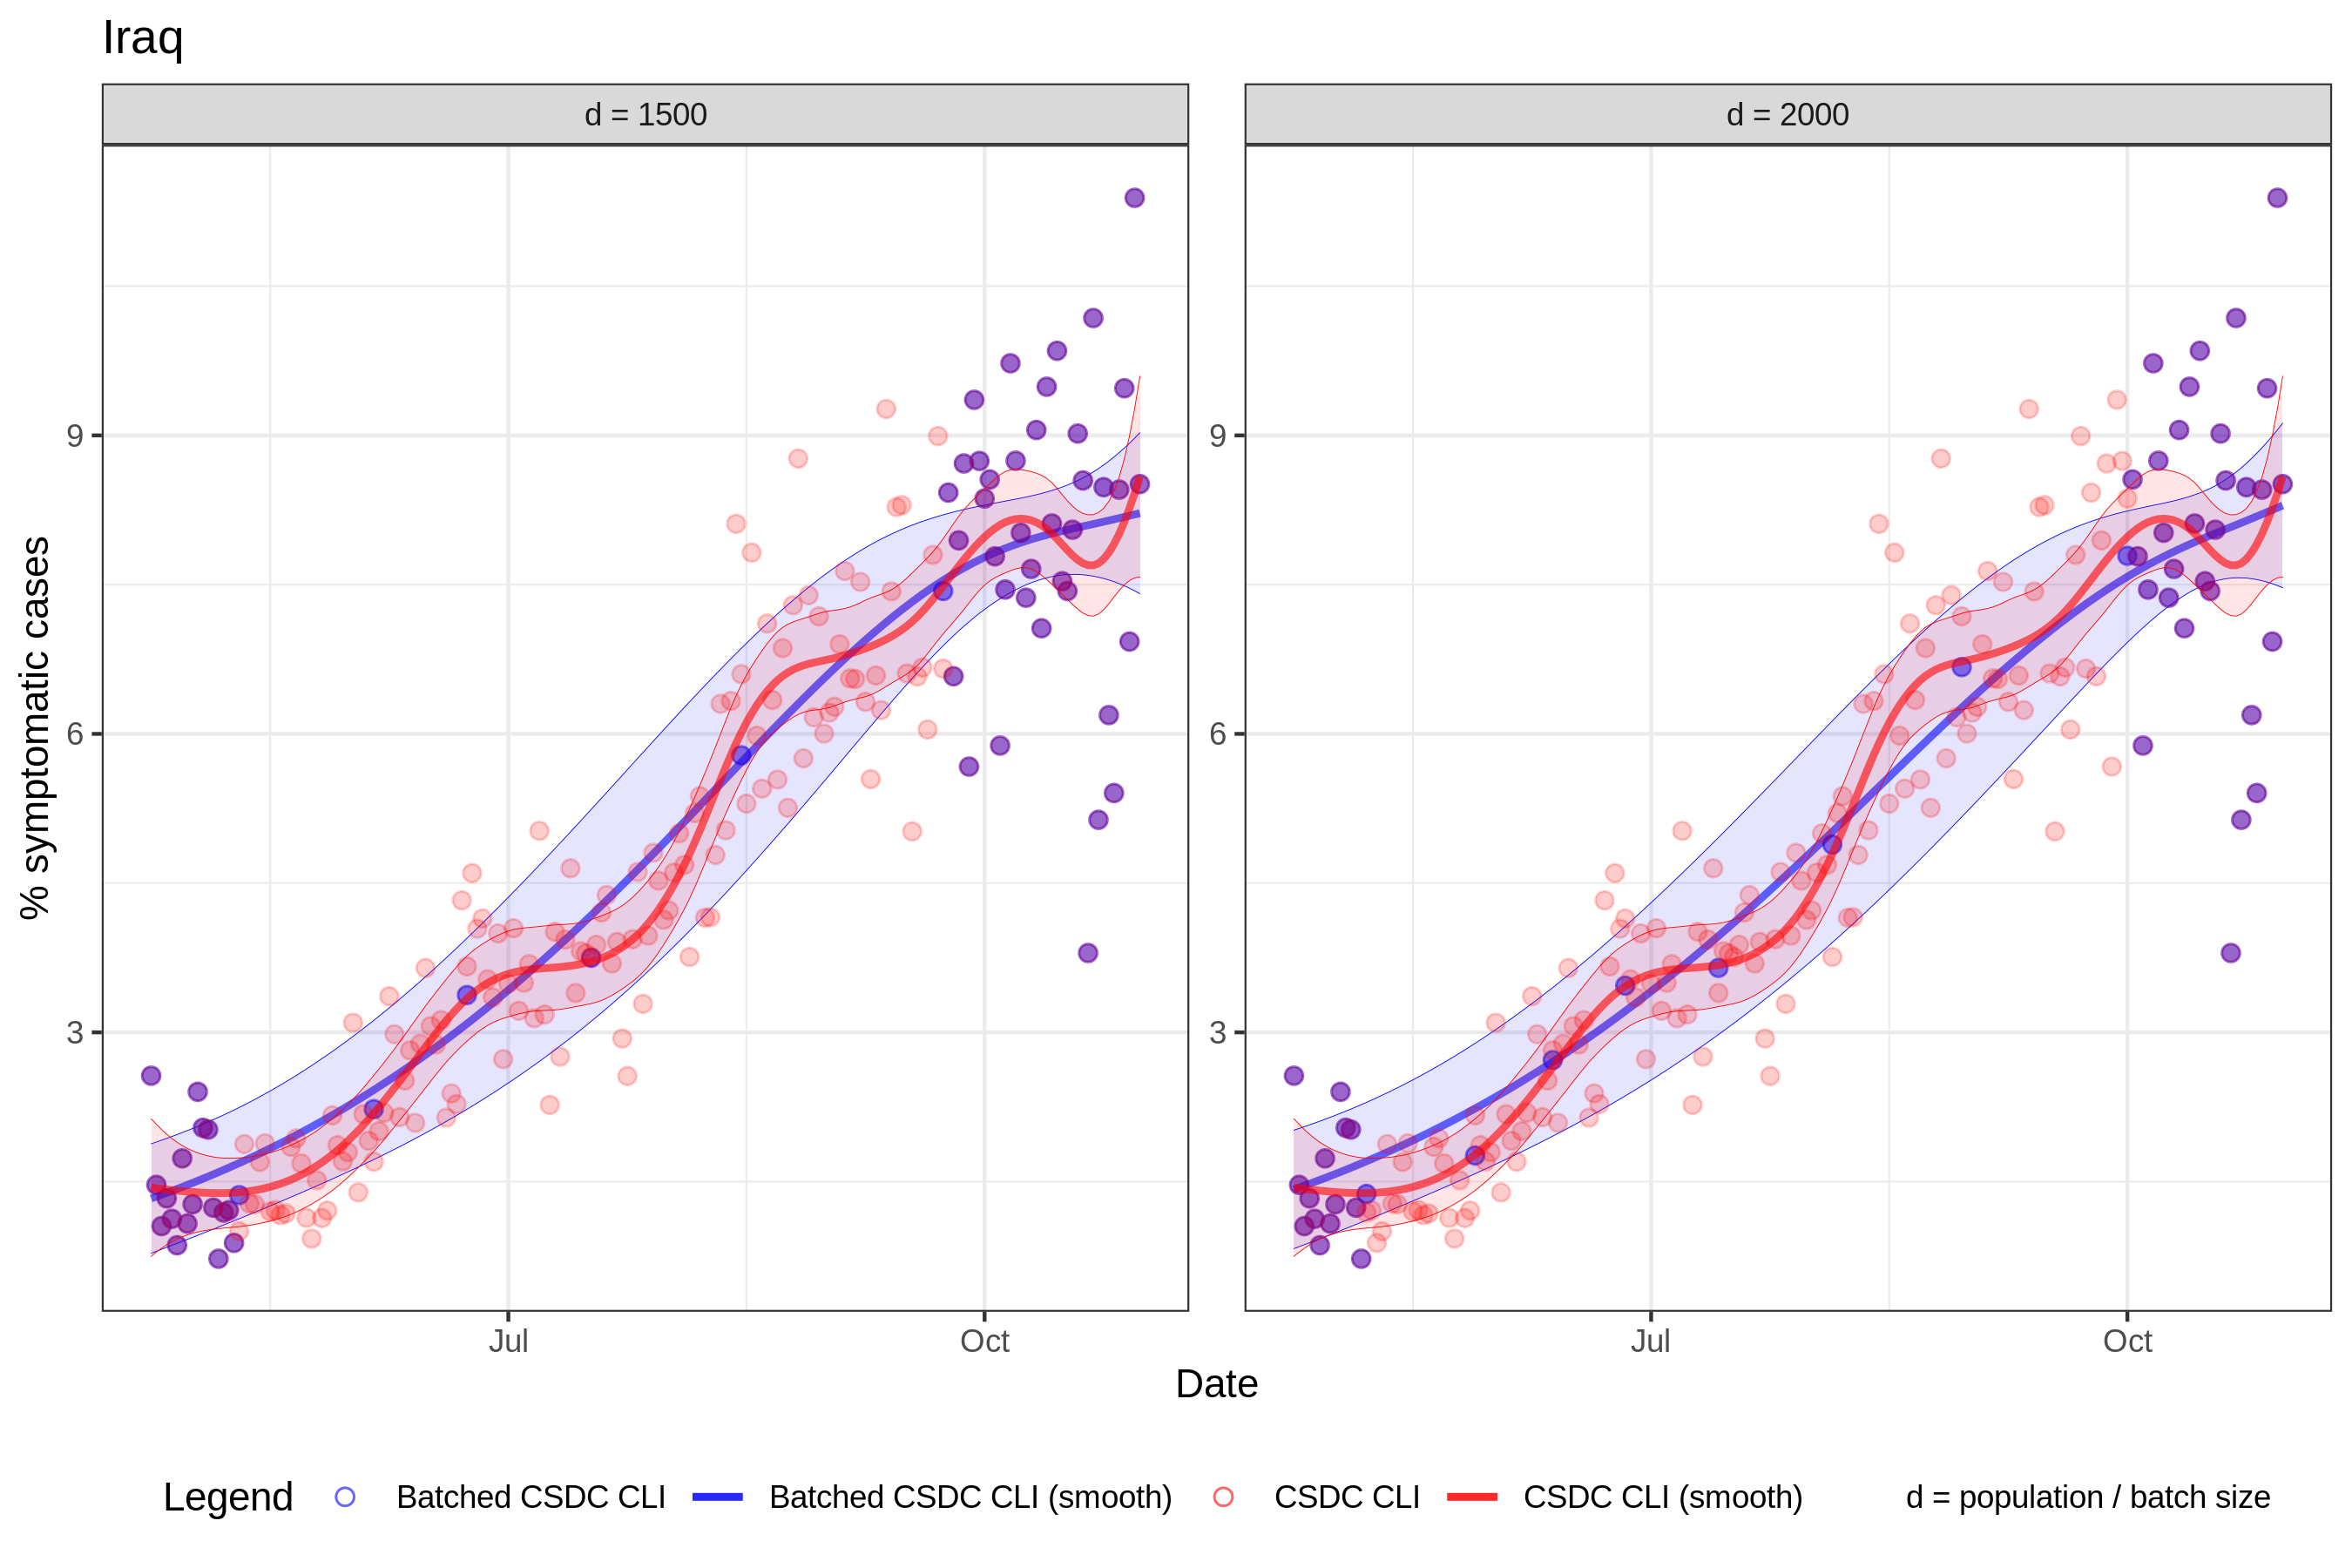 Iraq
d = 1500
d = 2000
% symptomatic cases
9
6
3
9
6
3
Jul
Oct
Jul
Oct
Date
Legend
Batched CSDC CLI
Batched CSDC CLI (smooth)
CSDC CLI
CSDC CLI (smooth)
d = population / batch size